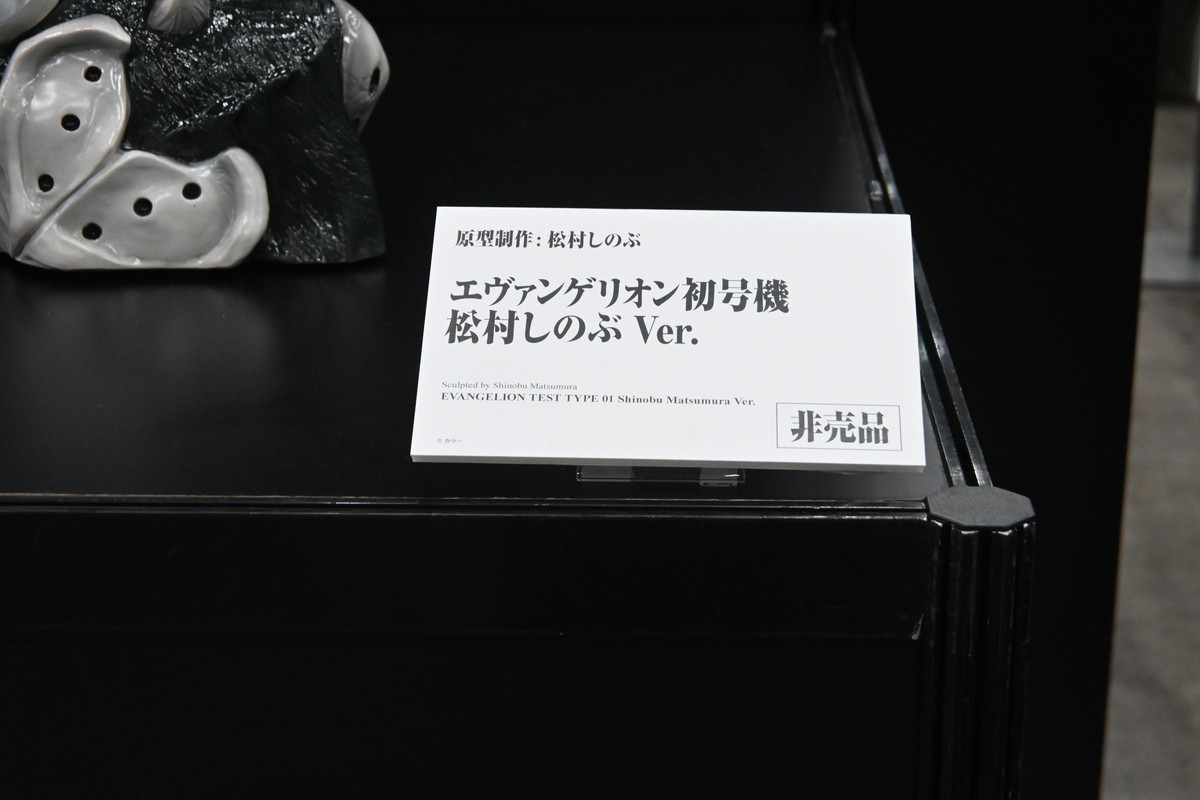 原型制作：松村しのぶ
エヴァンゲリオン初号機
松村しのぶ Ver.
Sculpted by Shinobu Matsumura
EVANGELION TEST TYPE 01 Shinobu Matsumura Ver.
非売品
© カラー